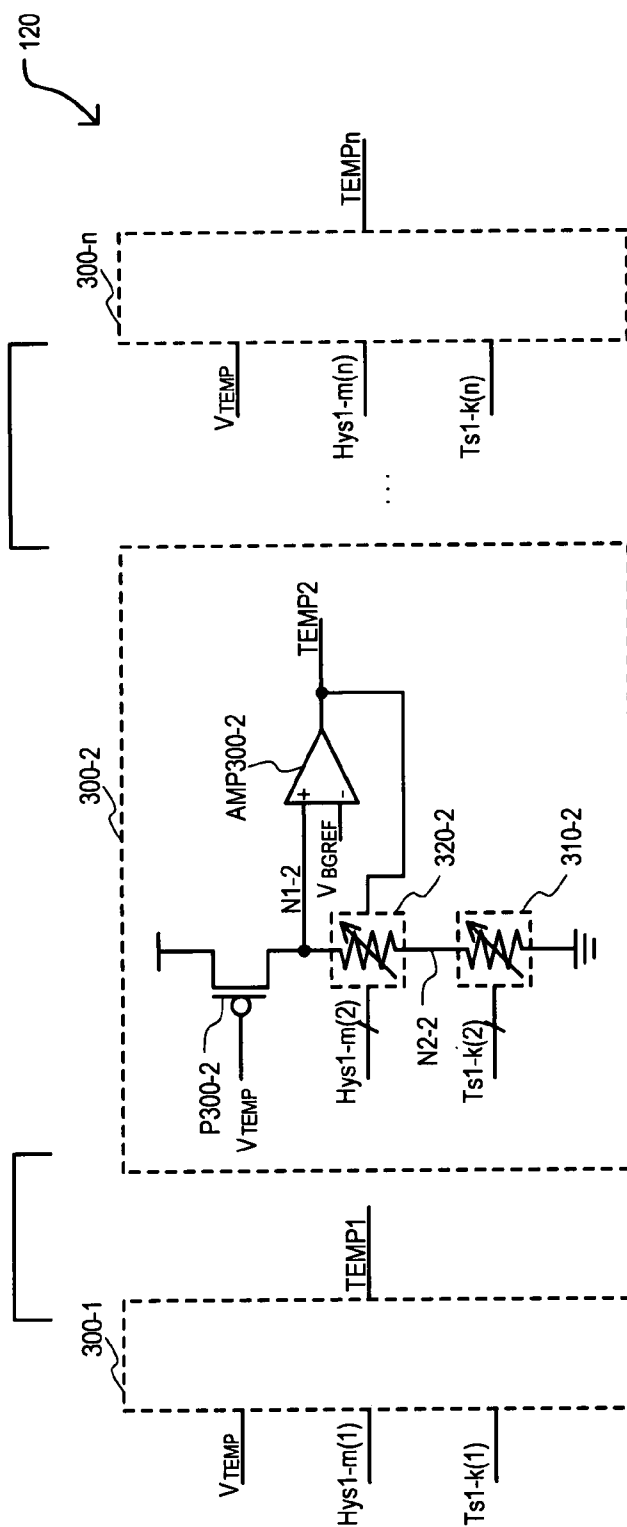 120
300-1
VTEMP
Hys1-m(1)
Ts1-k(1)
TEMP1
300-2
P300-2
VTEMP
N1-2
AMP300-2
+
-
VBGREF
TEMP2
Hys1-m(2)
320-2
N2-2
Ts1-k(2)
310-2
...
300-n
VTEMP
Hys1-m(n)
Ts1-k(n)
TEMPn